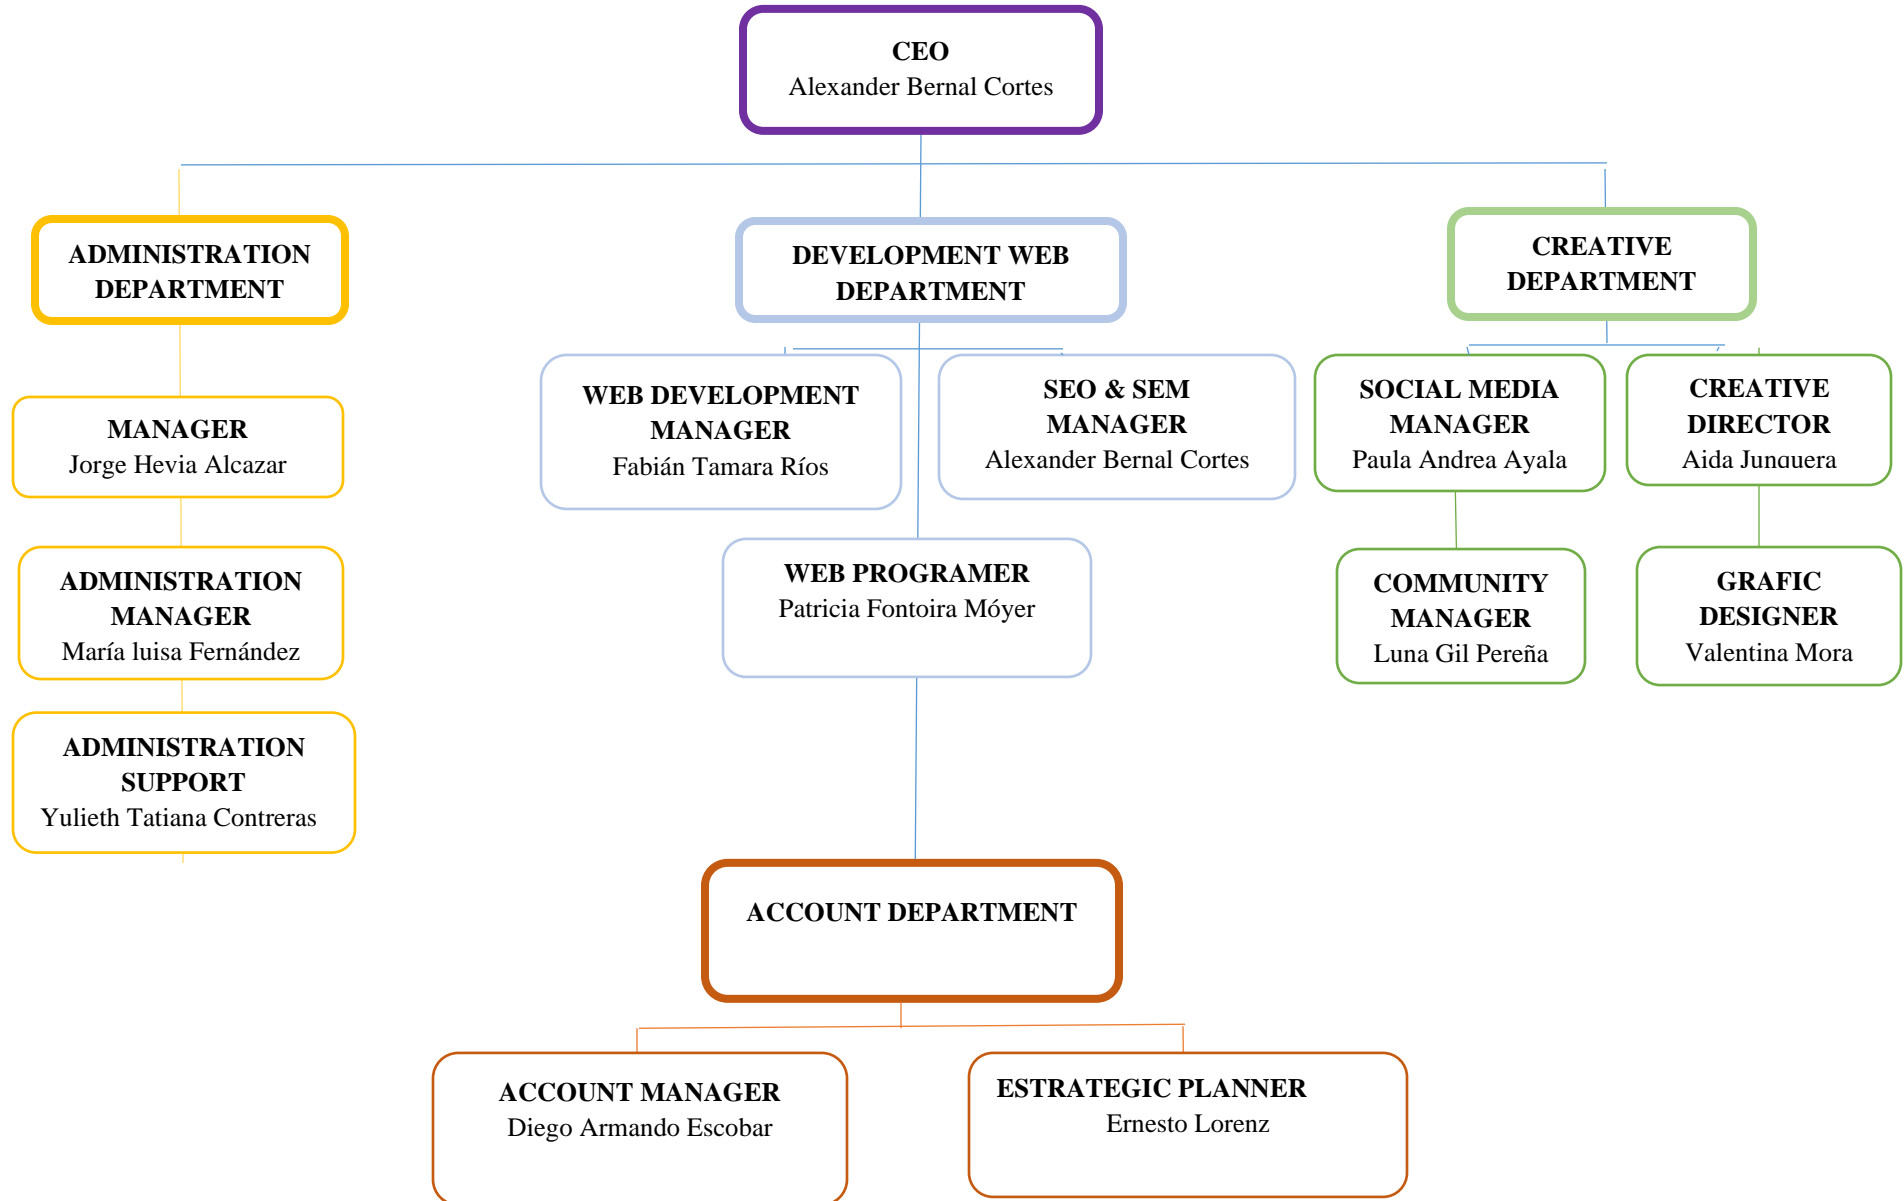 CEO
Alexander Bernal Cortes
ADMINISTRATION
DEPARTMENT
DEVELOPMENT WEB
DEPARTMENT
CREATIVE
DEPARTMENT
MANAGER
Jorge Hevia Alcazar
WEB DEVELOPMENT
MANAGER
Fabián Tamara Ríos
SEO & SEM
MANAGER
Alexander Bernal Cortes
SOCIAL MEDIA
MANAGER
Paula Andrea Ayala
CREATIVE
DIRECTOR
Aida Junquera
ADMINISTRATION
MANAGER
María luisa Fernández
WEB PROGRAMER
Patricia Fontoira Móyer
COMMUNITY
MANAGER
Luna Gil Pereña
GRAFIC
DESIGNER
Valentina Mora
ADMINISTRATION
SUPPORT
Yulieth Tatiana Contreras
ACCOUNT DEPARTMENT
ACCOUNT MANAGER
Diego Armando Escobar
ESTRATEGIC PLANNER
Ernesto Lorenz